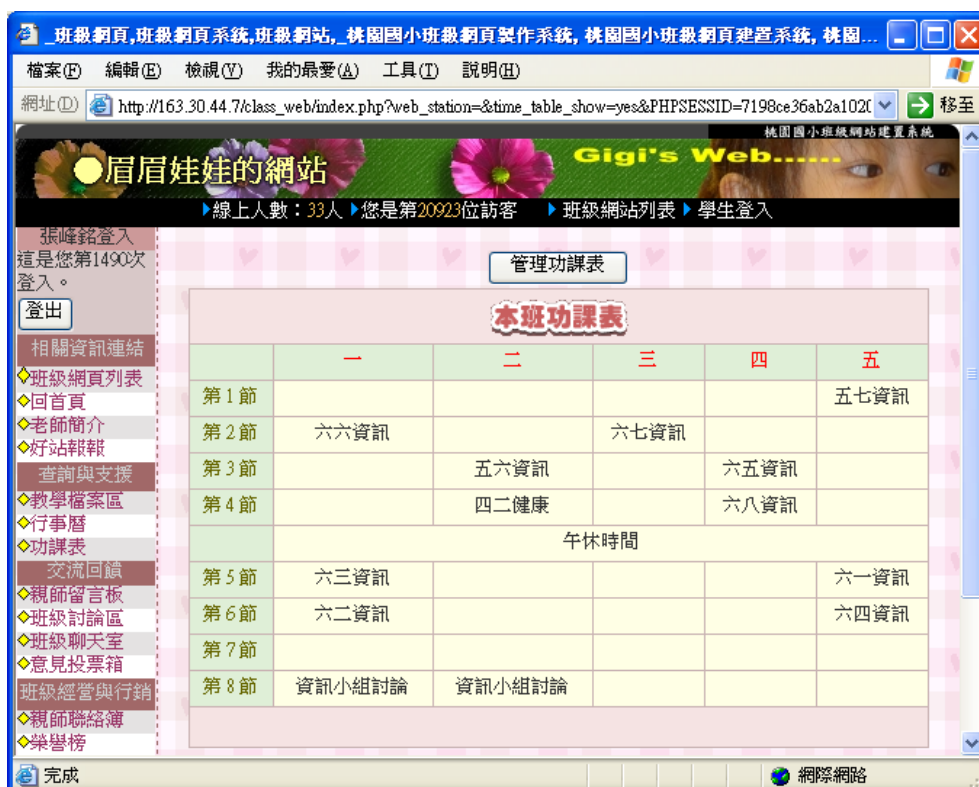 _班級網頁,班級網頁系統,班級網站,_桃園國小班級網頁製作系統, 桃園國小班級網頁建置系統, 桃園...
檔案(F) 編輯(E) 檢視(V) 我的最愛(A) 工具(T) 說明(H)
網址(D) http://163.30.44.7/class_web/index.php?web_station=&time_table_show=yes&PHPSESSID=7198ce36ab2a102( 移至
桃園國小班級網站建置系統
●眉眉娃娃的網站 Gigi's Web......
線上人數：33人 您是第20923位訪客 班級網站列表 學生登入
張峰銘登入
這是您第1490次
登入。
登出
相關資訊連結
班級網頁列表
回首頁
老師簡介
好站報報
查詢與支援
教學檔案區
行事曆
功課表
交流回饋
親師留言板
班級討論區
班級聊天室
意見投票箱
班級經營與行銷
親師聯絡簿
榮譽榜
管理功課表
本班功課表
一 二 三 四 五
第1節 五七資訊
第2節 六六資訊 六七資訊
第3節 五六資訊 六五資訊
第4節 四二健康 六八資訊
午休時間
第5節 六三資訊 六一資訊
第6節 六二資訊 六四資訊
第7節
第8節 資訊小組討論 資訊小組討論
完成 網際網路